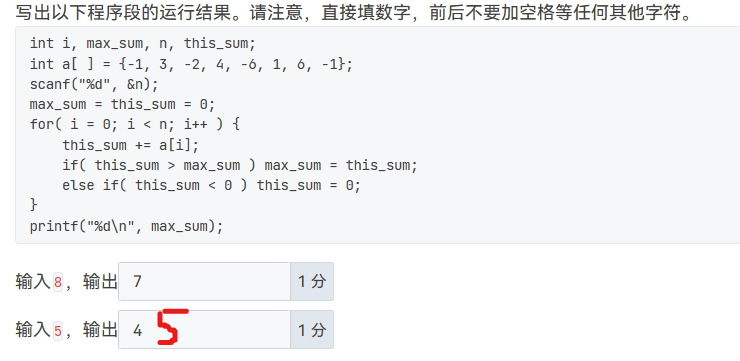 写出以下程序段的运行结果。请注意，直接填数字，前后不要加空格等任何其他字符。
int i, max_sum, n, this_sum;
int a[ ] = {-1, 3, -2, 4, -6, 1, 6, -1};
scanf("%d", &n);
max_sum = this_sum = 0;
for( i = 0; i < n; i++ ) {
    this_sum += a[i];
    if( this_sum > max_sum ) max_sum = this_sum;
    else if( this_sum < 0 ) this_sum = 0;
}
printf("%d\n", max_sum);
输入8，输出 7 1 分
输入5，输出 4 5 1 分